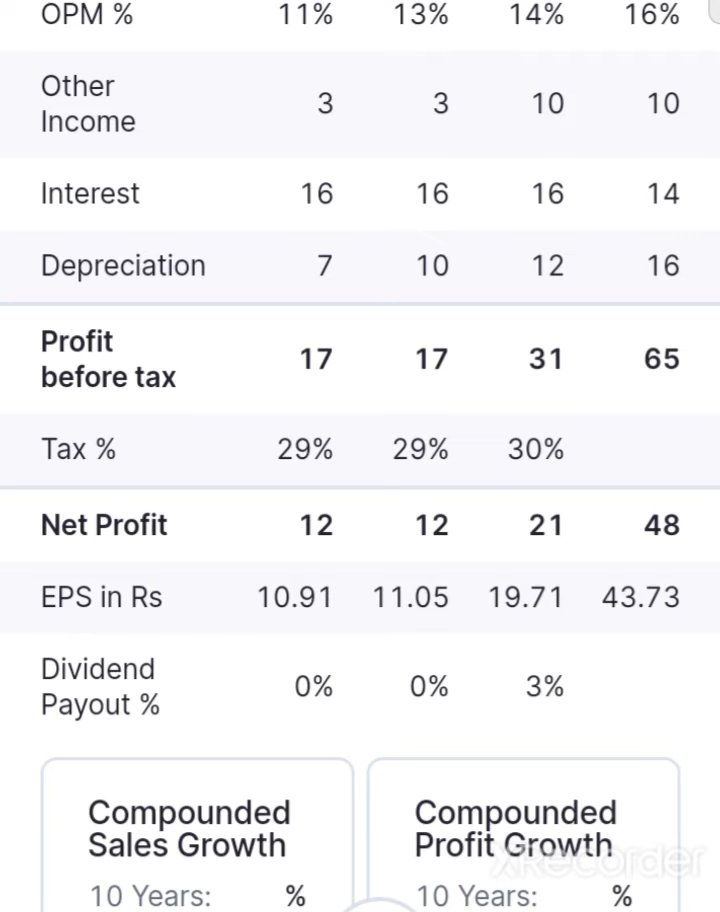 OPM % 11% 13% 14% 16%
Other
Income 3 3 10 10
Interest 16 16 16 14
Depreciation 7 10 12 16
Profit
before tax 17 17 31 65
Tax % 29% 29% 30%
Net Profit 12 12 21 48
EPS in Rs 10.91 11.05 19.71 43.73
Dividend
Payout % 0% 0% 3%
Compounded
Sales Growth
10 Years: %
Compounded
Profit Growth
10 Years: %
XRecorder